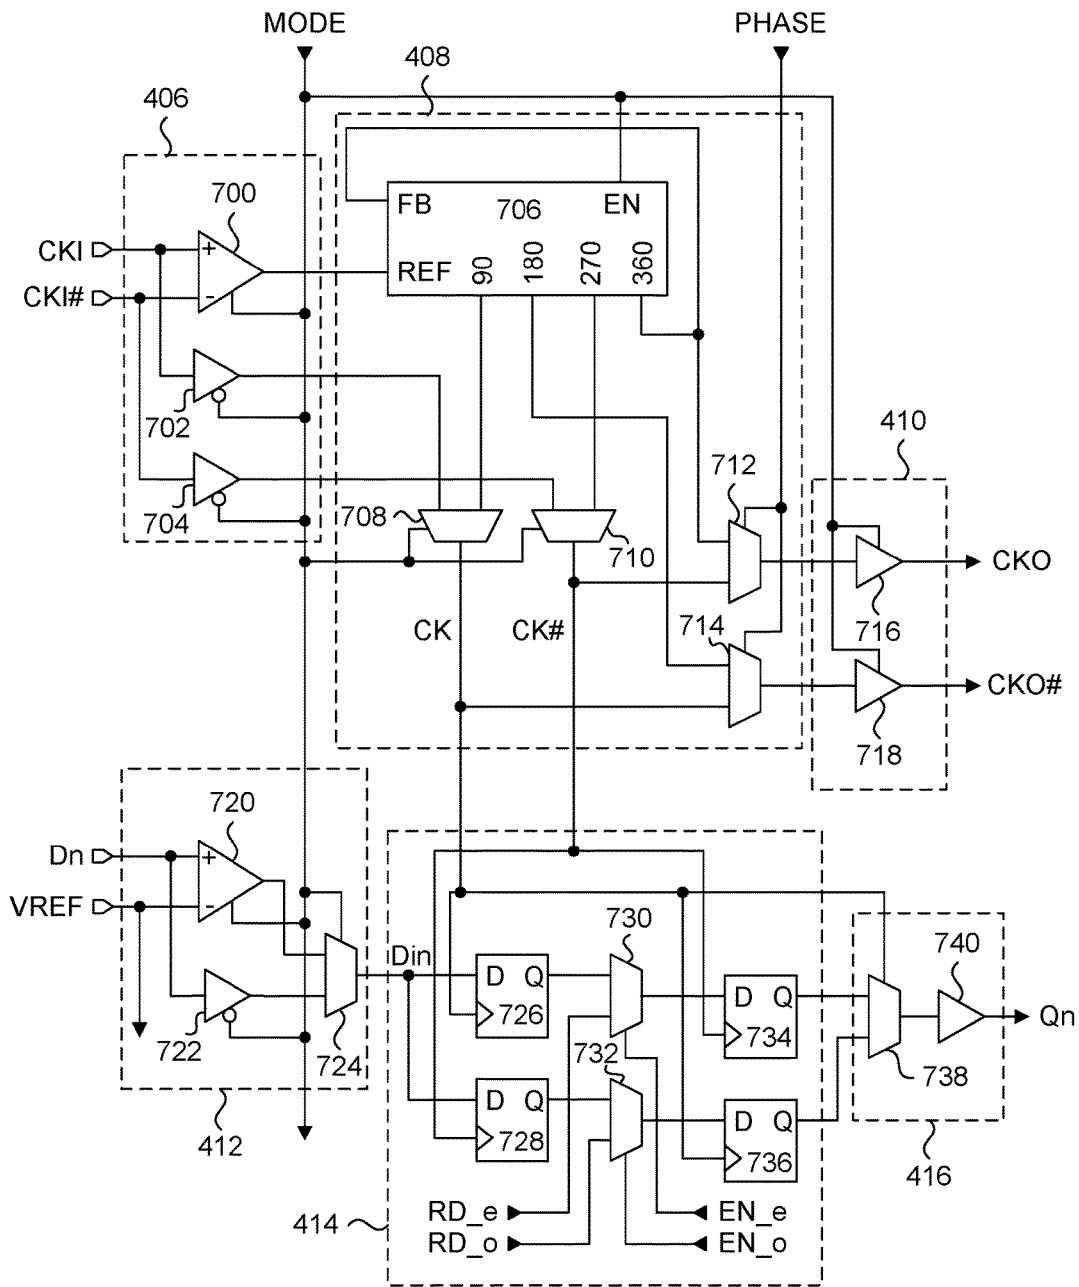 MODE PHASE
408
406
700
CKI
+
FB 706 EN
REF 90 180 270 360
CKI#
-
702
410
712
704
708
710
CKO
716
CK CK# 714
CKO#
718
720
Dn
+
VREF
-
730
740
Din
D Q
726
D Q
734
Qn
722
724
732
738
D Q
728
D Q
736
412
416
RD_e EN_e
414
RD_o EN_o